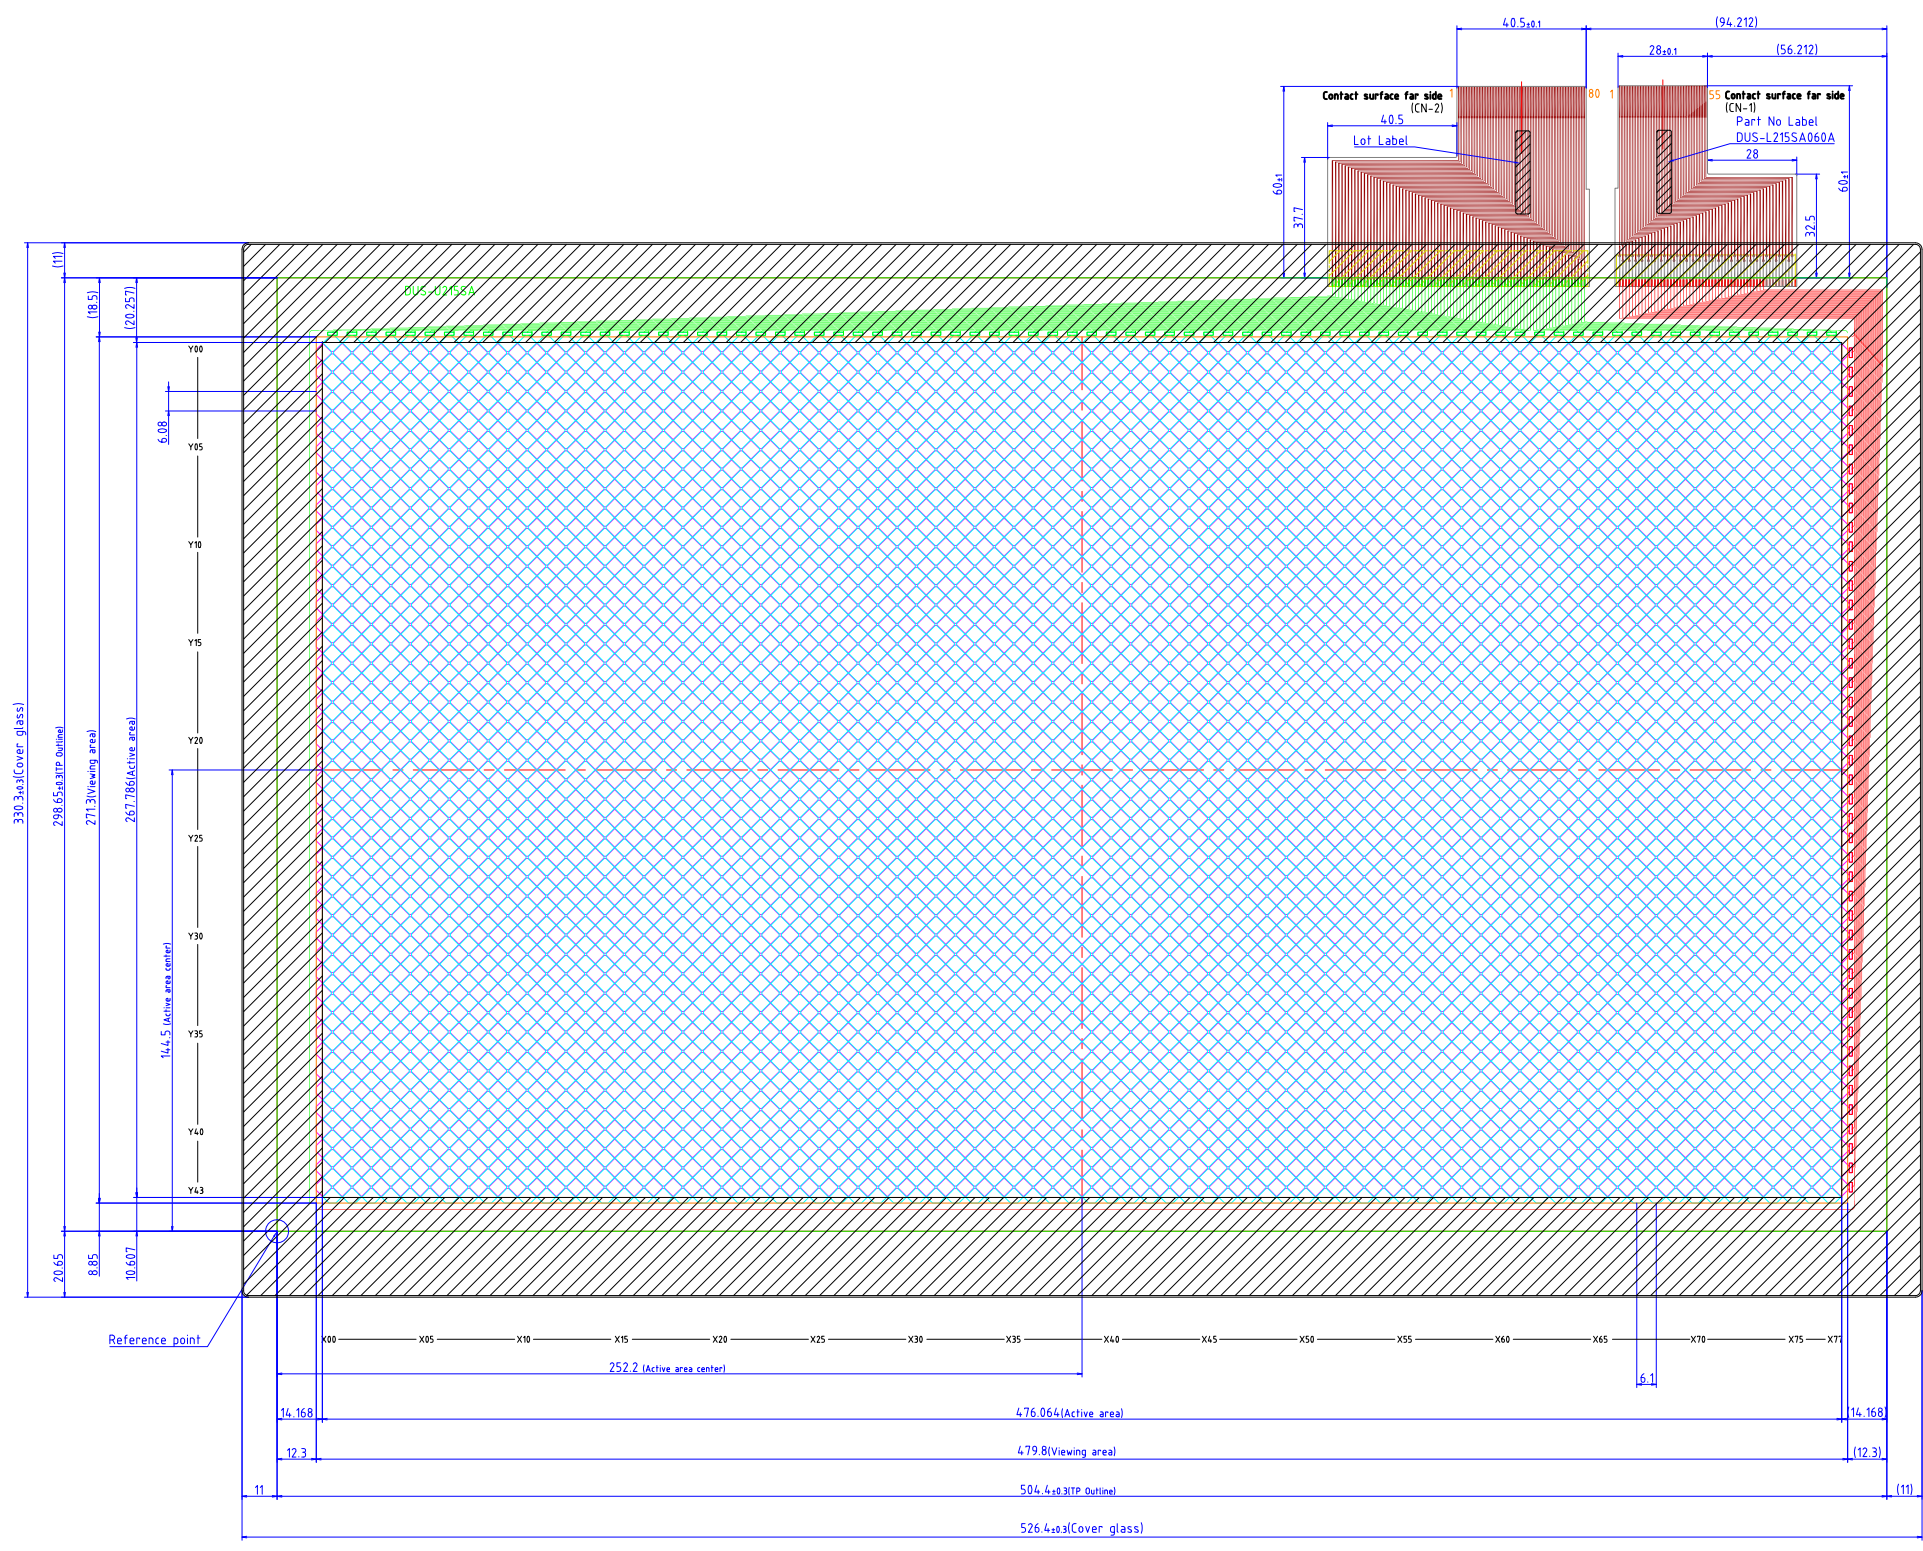 40.5±0.1
(94.212)
28±0.1
(56.212)
Contact surface far side
(CN-2)
1
80
1
55
Contact surface far side
(CN-1)
Part No Label
DUS-L215SA060A
40.5
Lot Label
28
60±1
37.7
60±1
32.5
(11)
(18.5)
(20.257)
DUS-U215SA
Y00
6.08
Y05
Y10
Y15
Y20
Y25
Y30
Y35
Y40
Y43
330.3±0.3(Cover glass)
298.65±0.3(TP Outline)
271.3(Viewing area)
267.786(Active area)
144.5 (Active area center)
20.65
8.85
10.607
Reference point
X00
X05
X10
X15
X20
X25
X30
X35
X40
X45
X50
X55
X60
X65
X70
X75
X77
252.2 (Active area center)
6.1
14.168
476.064(Active area)
(14.168)
12.3
479.8(Viewing area)
(12.3)
11
504.4±0.3(TP Outline)
(11)
526.4±0.3(Cover glass)